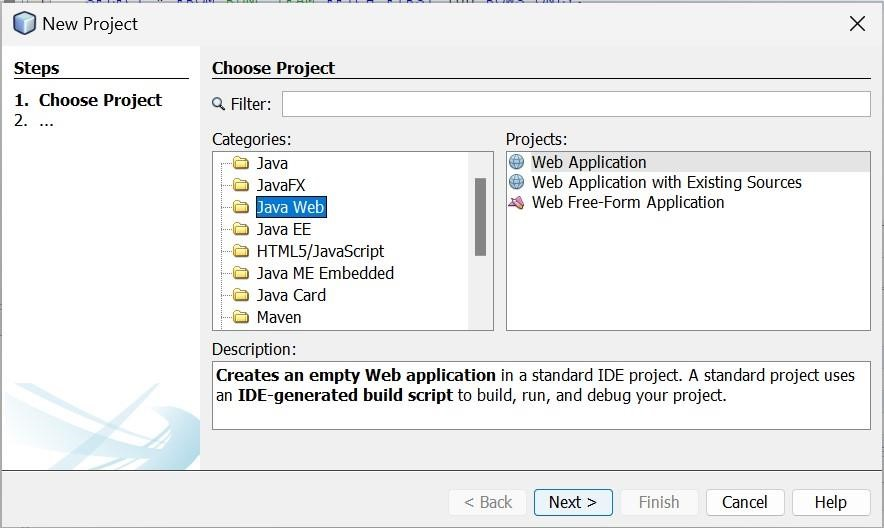 New Project
Steps
1. Choose Project
2. ...
Choose Project
Filter:
Categories:
Java
JavaFX
Java Web
Java EE
HTML5/JavaScript
Java ME Embedded
Java Card
Maven
Projects:
Web Application
Web Application with Existing Sources
Web Free-Form Application
Description:
Creates an empty Web application in a standard IDE project. A standard project uses
an IDE-generated build script to build, run, and debug your project.
< Back
Next >
Finish
Cancel
Help